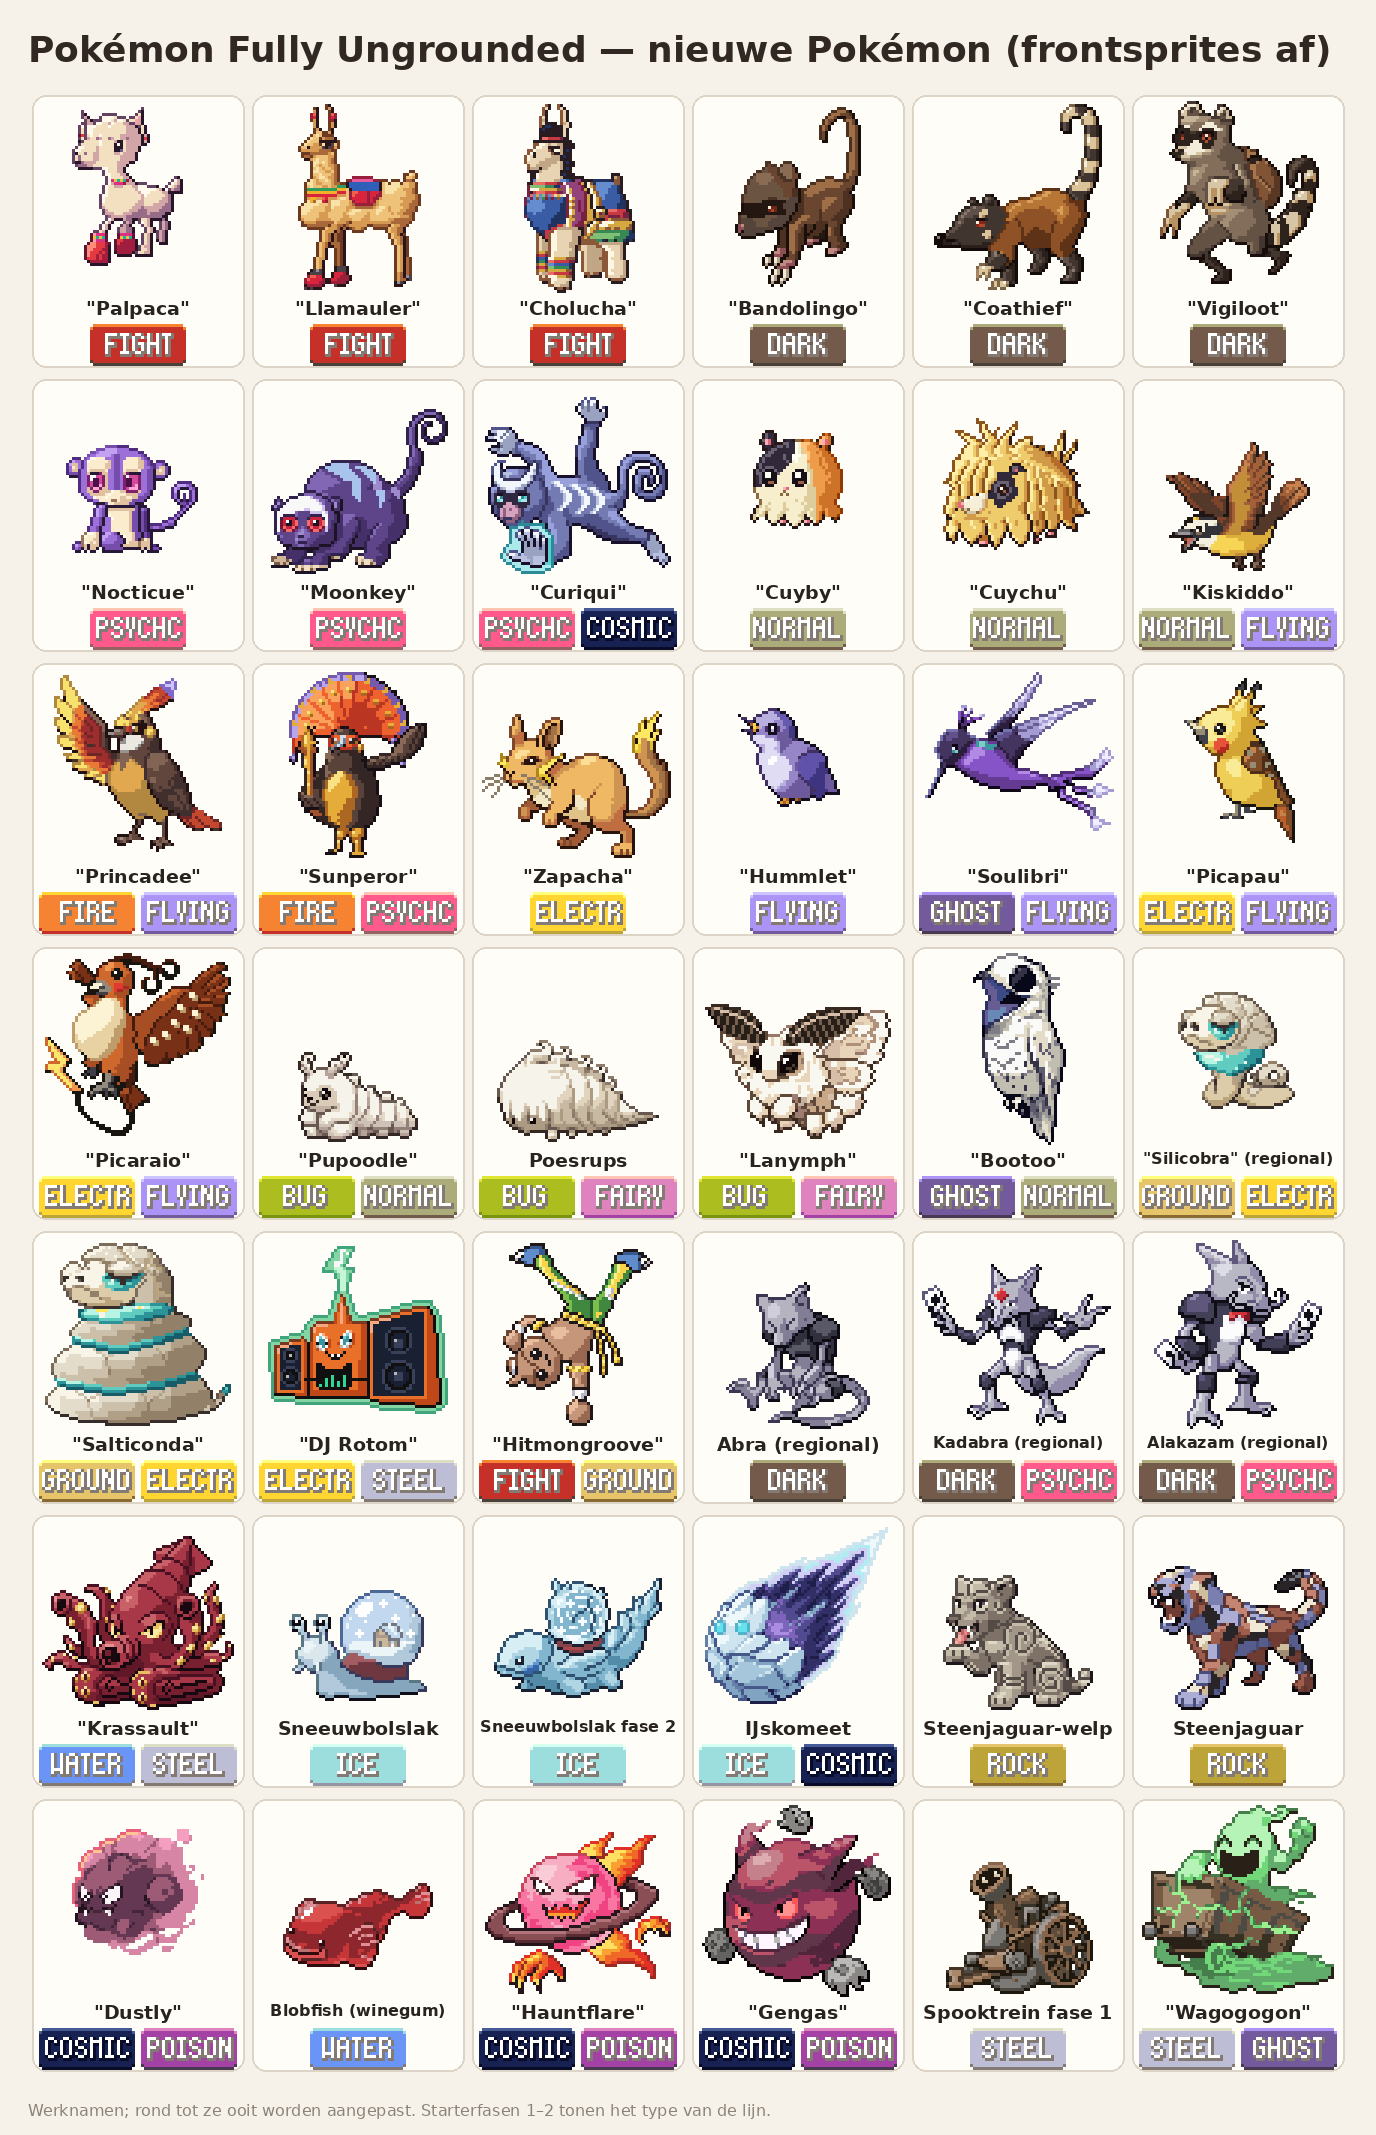 Pokémon Fully Ungrounded — nieuwe Pokémon (frontsprites af)
"Palpaca"
FIGHT
"Llamauler"
FIGHT
"Cholucha"
FIGHT
"Bandolingo"
DARK
"Coathief"
DARK
"Vigiloot"
DARK
"Nocticue"
PSYCHC
"Moonkey"
PSYCHC
"Curiqui"
PSYCHC COSMIC
"Cuyby"
NORMAL
"Cuychu"
NORMAL
"Kiskiddo"
NORMAL FLYING
"Princadee"
FIRE FLYING
"Sunperor"
FIRE PSYCHC
"Zapacha"
ELECTR
"Hummlet"
FLYING
"Soulibri"
GHOST FLYING
"Picapau"
ELECTR FLYING
"Picaraio"
ELECTR FLYING
"Pupoodle"
BUG NORMAL
Poesrups
BUG FAIRY
"Lanymph"
BUG FAIRY
"Bootoo"
GHOST NORMAL
"Silicobra" (regional)
GROUND ELECTR
"Salticonda"
GROUND ELECTR
"DJ Rotom"
ELECTR STEEL
"Hitmongroove"
FIGHT GROUND
Abra (regional)
DARK
Kadabra (regional)
DARK PSYCHC
Alakazam (regional)
DARK PSYCHC
"Krassault"
WATER STEEL
Sneeuwbolslak
ICE
Sneeuwbolslak fase 2
ICE
IJskomeet
ICE COSMIC
Steenjaguar-welp
ROCK
Steenjaguar
ROCK
"Dustly"
COSMIC POISON
Blobfish (winegum)
WATER
"Hauntflare"
COSMIC POISON
"Gengas"
COSMIC POISON
Spooktrein fase 1
STEEL
"Wagogogon"
STEEL GHOST
Werknamen; rond tot ze ooit worden aangepast. Starterfasen 1–2 tonen het type van de lijn.